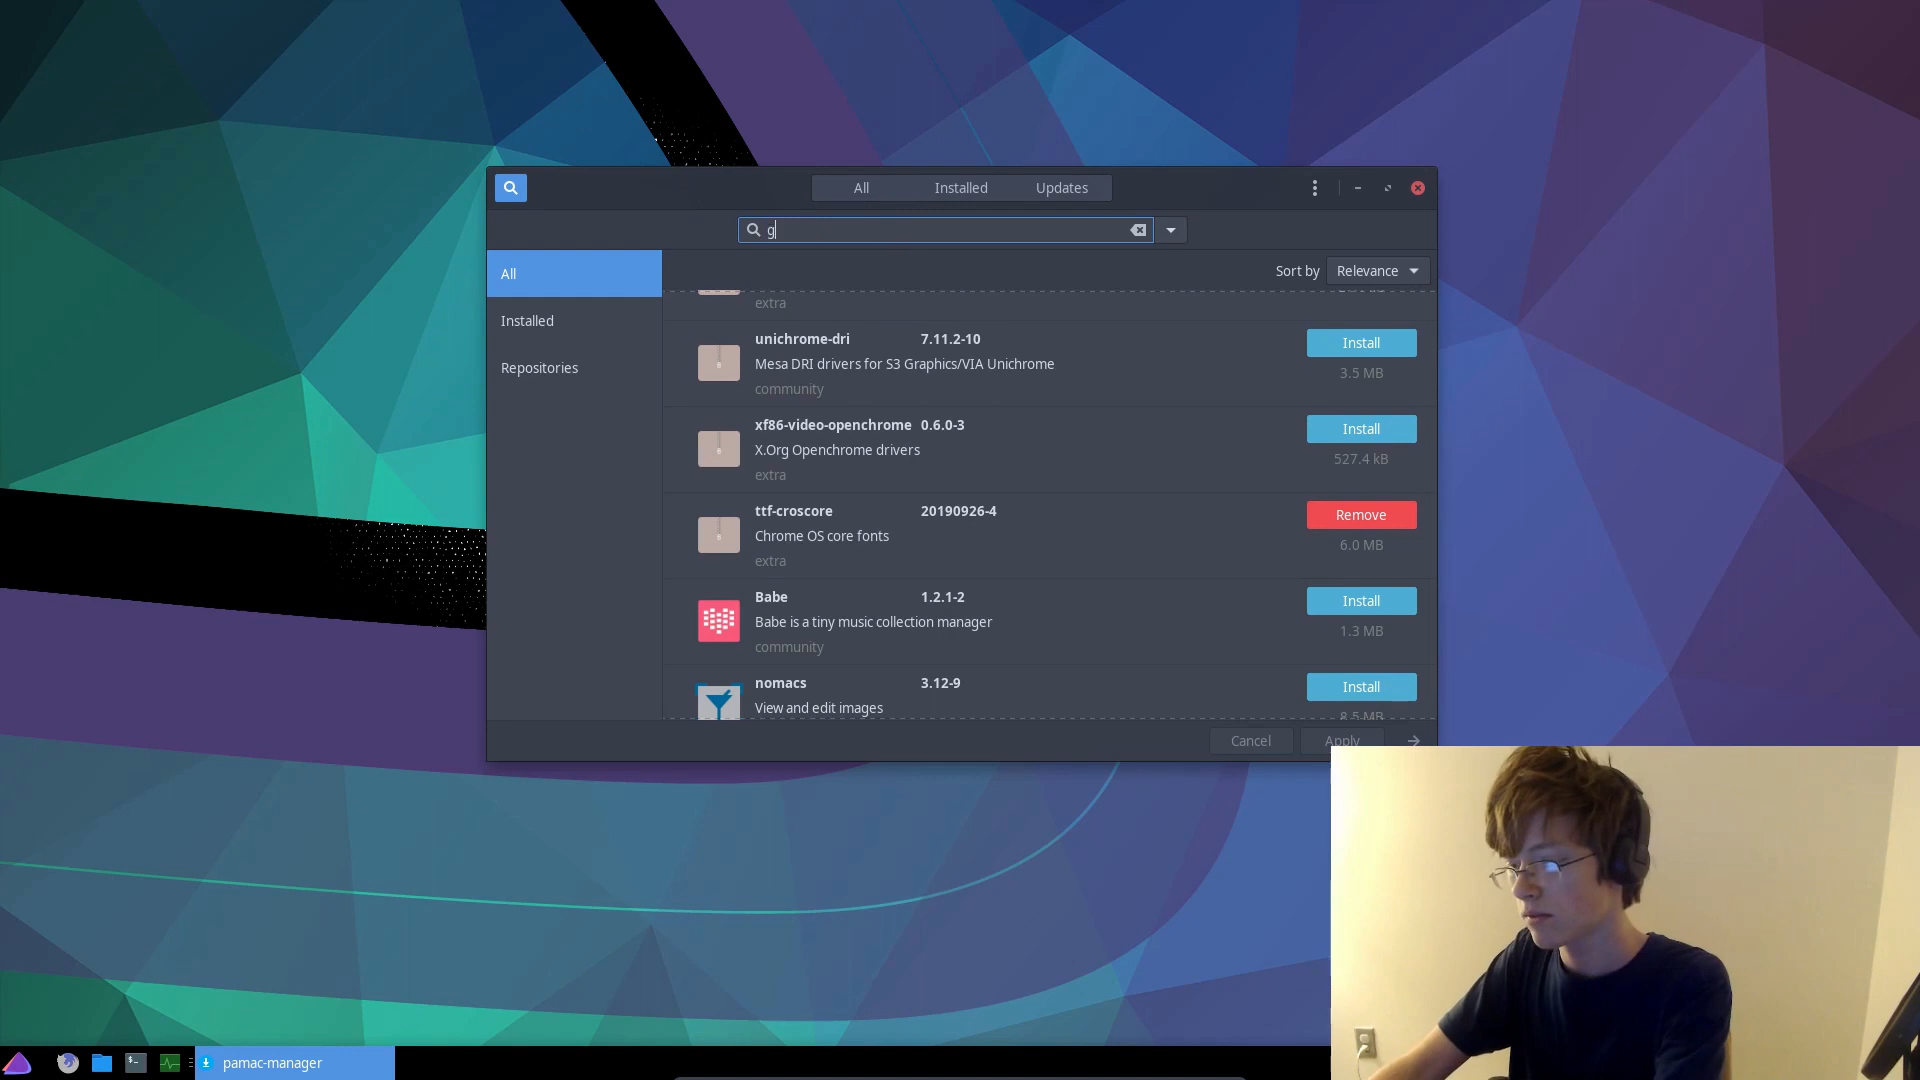 All
Installed
Updates
g
All
Installed
Repositories
Sort by
Relevance
extra
unichrome-dri 7.11.2-10
Mesa DRI drivers for S3 Graphics/VIA Unichrome
community
Install
3.5 MB
xf86-video-openchrome 0.6.0-3
X.Org Openchrome drivers
extra
Install
527.4 kB
ttf-croscore 20190926-4
Chrome OS core fonts
extra
Remove
6.0 MB
Babe 1.2.1-2
Babe is a tiny music collection manager
community
Install
1.3 MB
nomacs 3.12-9
View and edit images
Install
8.5 MB
Cancel
Apply
pamac-manager